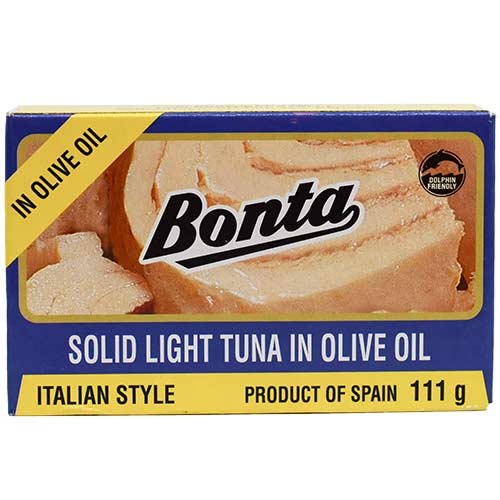 IN OLIVE OIL
Bonta
DOLPHIN
FRIENDLY
SOLID LIGHT TUNA IN OLIVE OIL
ITALIAN STYLE
PRODUCT OF SPAIN 111 g